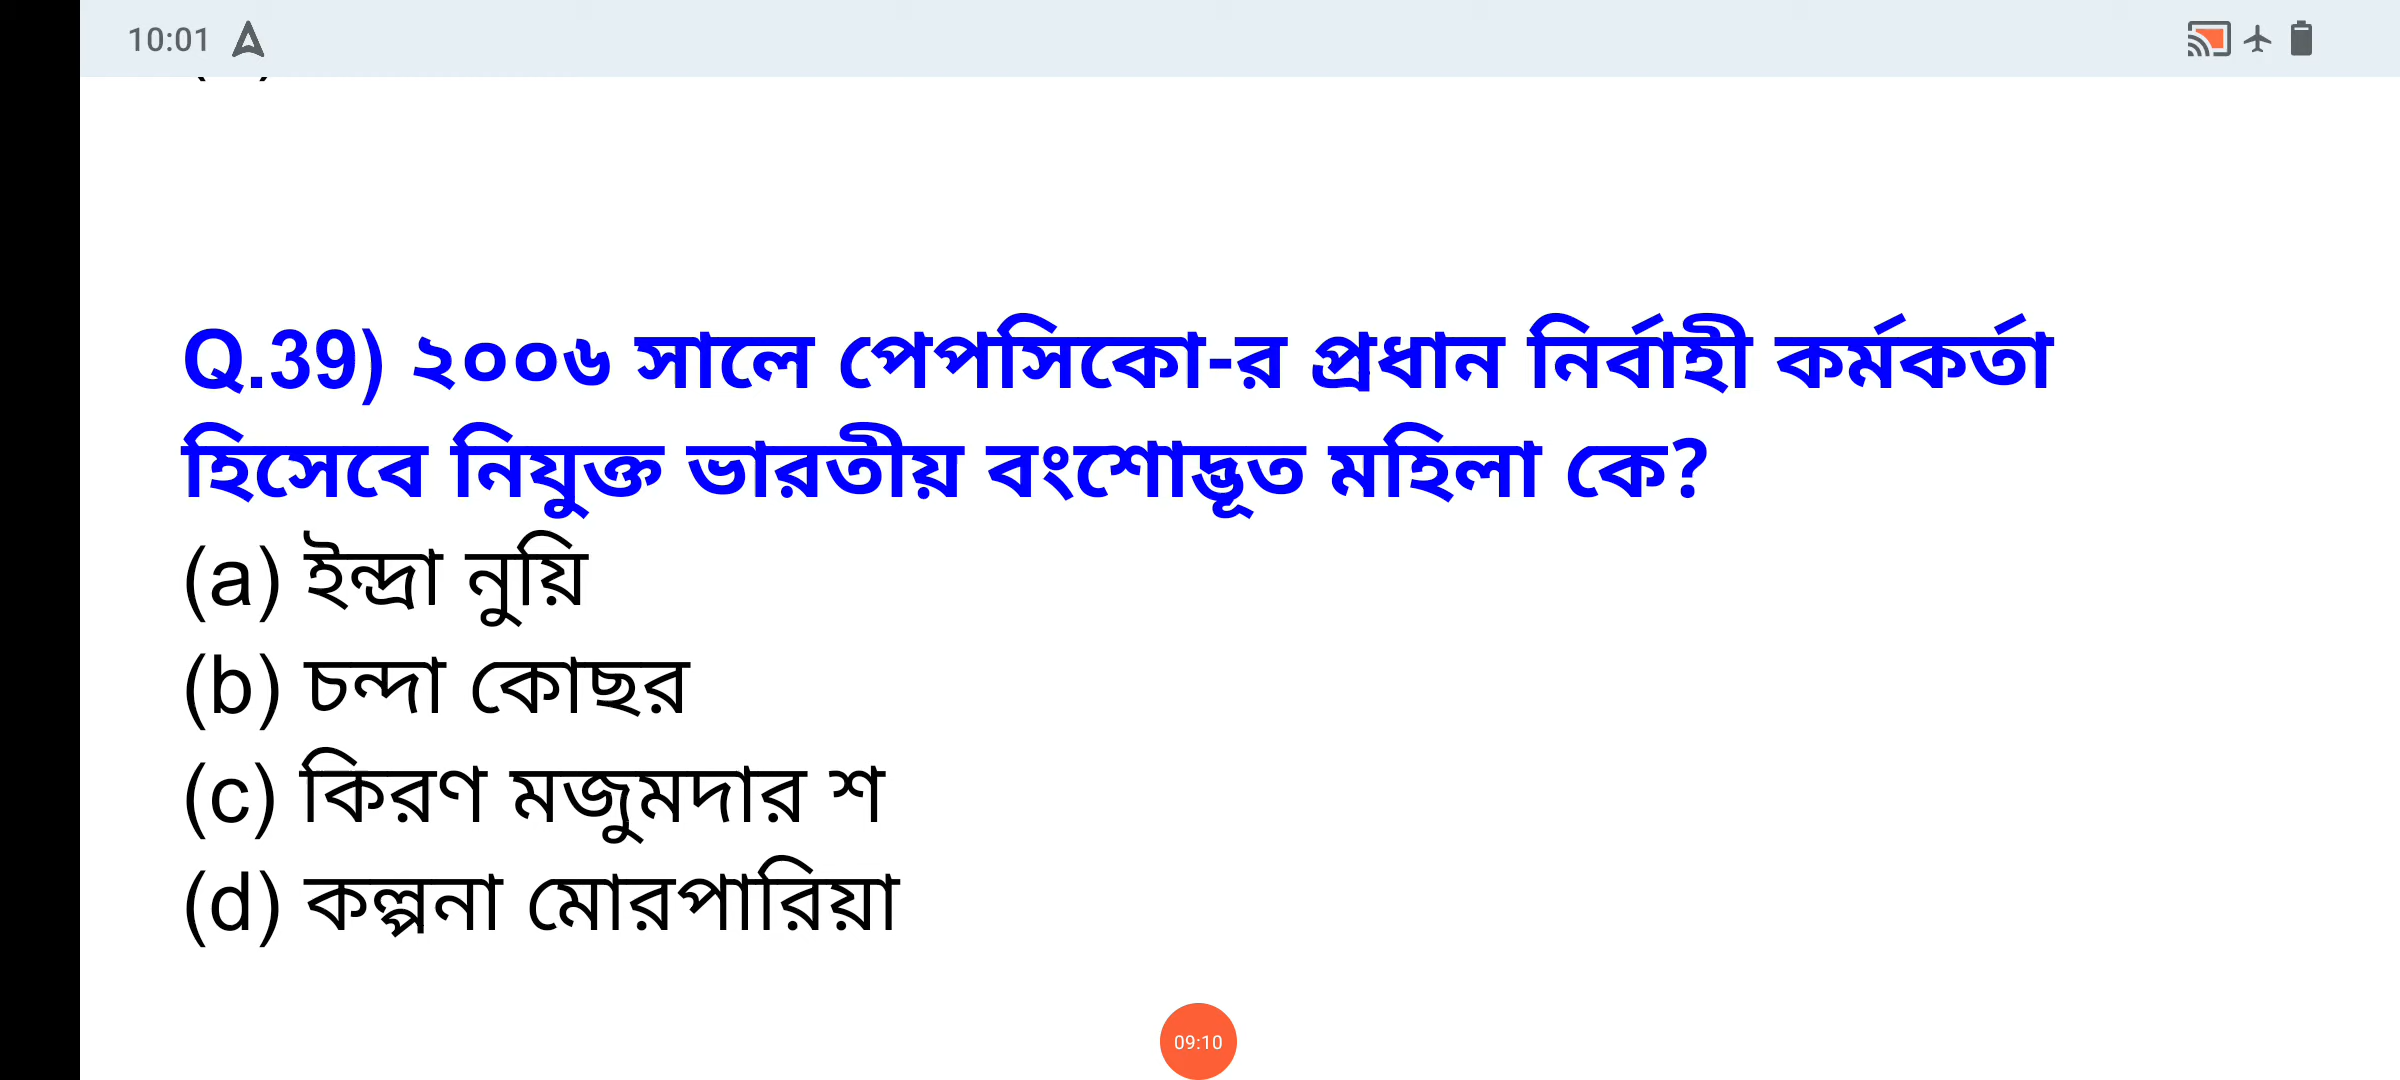 10:01
Q.39) ২০০৬ সালে পেপসিকো-র প্রধান নির্বাহী কর্মকর্তা
হিসেবে নিযুক্ত ভারতীয় বংশোদ্ভূত মহিলা কে?
(a) ইন্দ্রা নুয়ি
(b) চন্দা কোছর
(c) কিরণ মজুমদার শ
(d) কল্পনা মোরপারিয়া
09:10